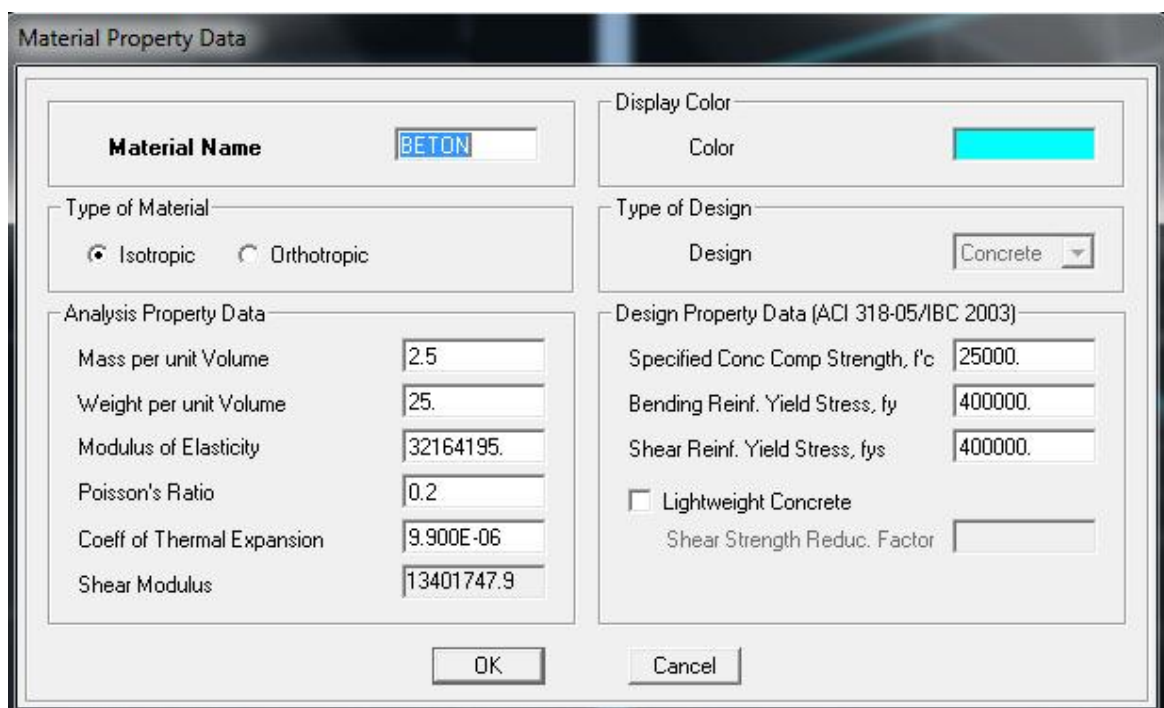 Material Property Data
Material Name BETON
Display Color
Color
Type of Material
Isotropic Orthotropic
Type of Design
Design Concrete
Analysis Property Data
Mass per unit Volume 2.5
Weight per unit Volume 25.
Modulus of Elasticity 32164195.
Poisson's Ratio 0.2
Coeff of Thermal Expansion 9.900E-06
Shear Modulus 13401747.9
Design Property Data (ACI 318-05/IBC 2003)
Specified Conc Comp Strength, f'c 25000.
Bending Reinf. Yield Stress, fy 400000.
Shear Reinf. Yield Stress, fys 400000.
Lightweight Concrete
Shear Strength Reduc. Factor
OK Cancel